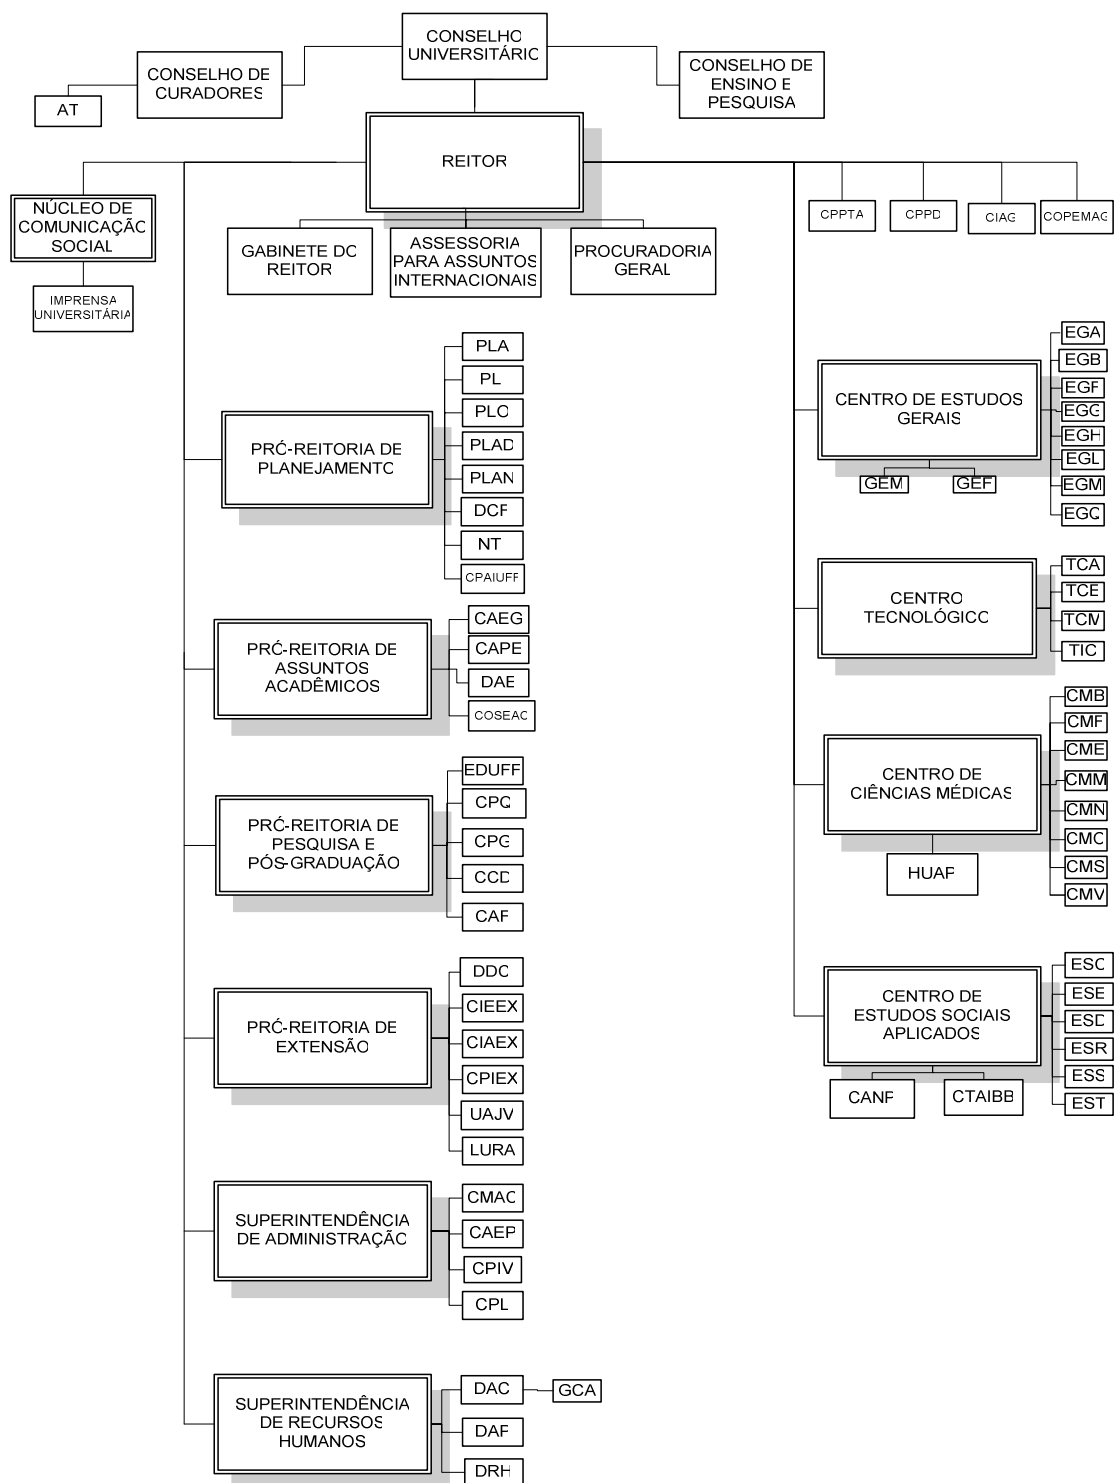 CONSELHO
UNIVERSITÁRIO
CONSELHO DE
CURADORES
CONSELHO DE
ENSINO E
PESQUISA
AT
REITOR
NÚCLEO DE
COMUNICAÇÃO
SOCIAL
IMPRENSA
UNIVERSITÁRIA
GABINETE DO
REITOR
ASSESSORIA
PARA ASSUNTOS
INTERNACIONAIS
PROCURADORIA
GERAL
CPPTA
CPPD
CIAG
COPEMAG
PRÓ-REITORIA DE
PLANEJAMENTO
PLA
PL
PLO
PLAD
PLAN
DCF
NT
CPAIUFF
PRÓ-REITORIA DE
ASSUNTOS
ACADÊMICOS
CAEG
CAPE
DAE
COSEAC
PRÓ-REITORIA DE
PESQUISA E
PÓS-GRADUAÇÃO
EDUFF
CPQ
CPG
CCD
CAF
PRÓ-REITORIA DE
EXTENSÃO
DDC
CIEEX
CIAEX
CPIEX
UAJV
LURA
SUPERINTENDÊNCIA
DE ADMINISTRAÇÃO
CMAC
CAEP
CPIV
CPL
SUPERINTENDÊNCIA
DE RECURSOS
HUMANOS
DAC
GCA
DAP
DRH
CENTRO DE ESTUDOS
GERAIS
GEM
GEF
EGA
EGB
EGF
EGG
EGH
EGL
EGM
EGQ
CENTRO
TECNOLÓGICO
TCA
TCE
TCM
TIC
CENTRO DE
CIÊNCIAS MÉDICAS
HUAP
CMB
CMF
CME
CMM
CMN
CMO
CMS
CMV
CENTRO DE
ESTUDOS SOCIAIS
APLICADOS
CANP
CTAIBB
ESC
ESE
ESD
ESR
ESS
EST